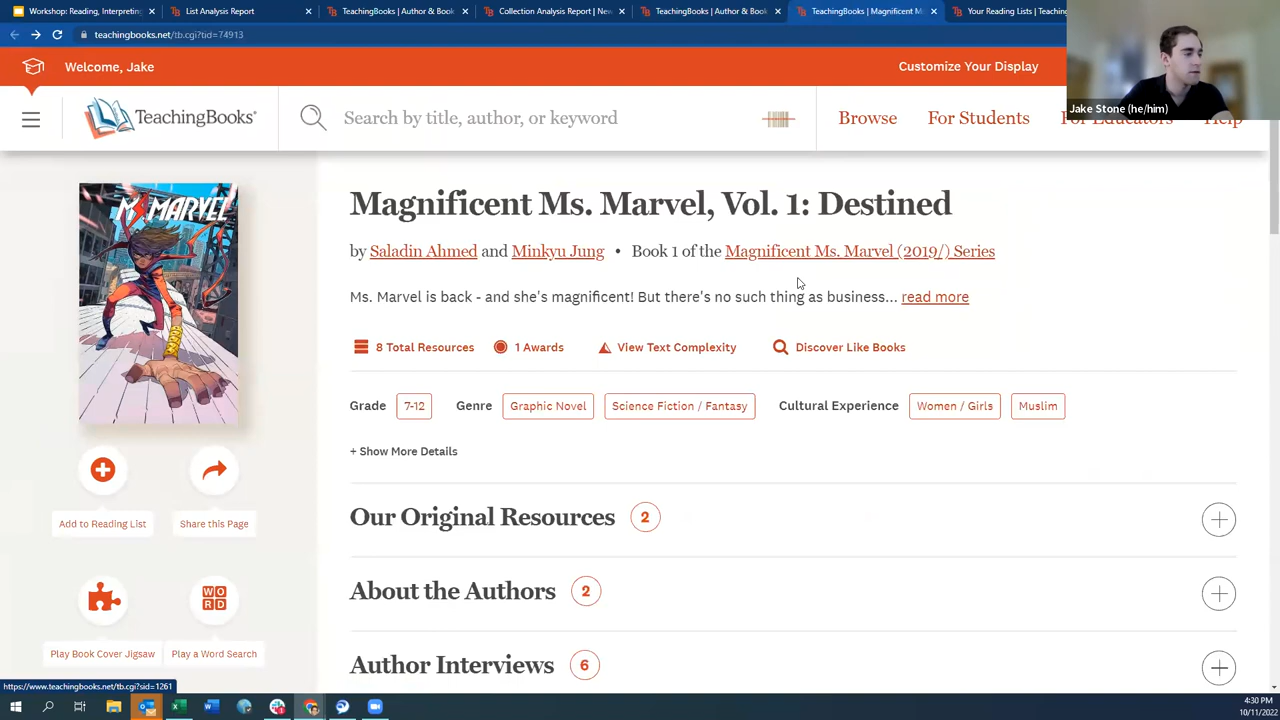 Workshop: Reading, Interpreting
List Analysis Report
TeachingBooks | Author & Book
Collection Analysis Report | Nev
TeachingBooks | Author & Book
TeachingBooks | Magnificent M
Your Reading Lists | Teaching
teachingbooks.net/tb.cgi?tid=74913
Welcome, Jake
Customize Your Display
Jake Stone (he/him)
TeachingBooks
Search by title, author, or keyword
Browse
For Students
For Educators
Help
MS. MARVEL
Magnificent Ms. Marvel, Vol. 1: Destined
by Saladin Ahmed and Minkyu Jung • Book 1 of the Magnificent Ms. Marvel (2019/) Series
Ms. Marvel is back - and she's magnificent! But there's no such thing as business... read more
8 Total Resources
1 Awards
View Text Complexity
Discover Like Books
Grade 7-12 Genre Graphic Novel Science Fiction / Fantasy Cultural Experience Women / Girls Muslim
+ Show More Details
Add to Reading List
Share this Page
Our Original Resources 2
About the Authors 2
WORD
Play Book Cover Jigsaw
Play a Word Search
Author Interviews 6
https://www.teachingbooks.net/tb.cgi?sid=1261
4:30 PM
10/11/2022